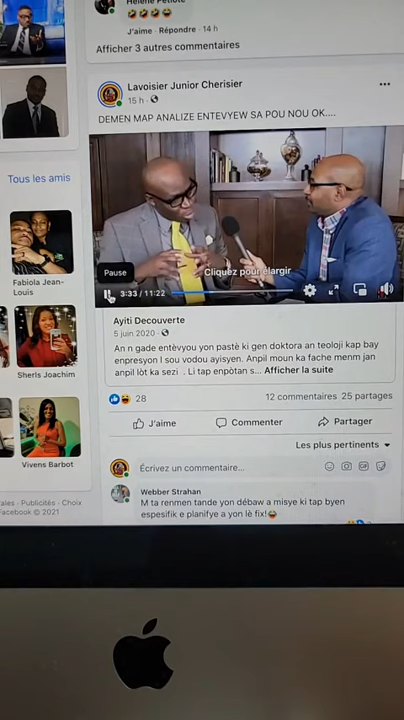 Helene Petiote
J'aime · Répondre · 14 h
Afficher 3 autres commentaires
Lavoisier Junior Cherisier
15 h ·
DEMEN MAP ANALIZE ENTEVYEW SA POU NOU OK....
Tous les amis
Fabiola Jean-
Louis
Sheris Joachim
Vivens Barbot
Pause
Cliquez pour élargir
3:33 / 11:22
Ayiti Decouverte
5 juin 2020 ·
An n gade entèvyou yon pastè ki gen doktora an teoloji kap bay
enpresyon l sou vodou ayisyen. Anpil moun ka fache menm jan
anpil lòt ka sezi . Li tap enpòtan s... Afficher la suite
28
12 commentaires 25 partages
J'aime
Commenter
Partager
Les plus pertinents
Écrivez un commentaire...
GIF
Webber Strahan
M ta renmen tande yon débaw a misye ki tap byen
espesifik e planifye a yon lè fix!
ales · Publicités · Choix
Facebook © 2021